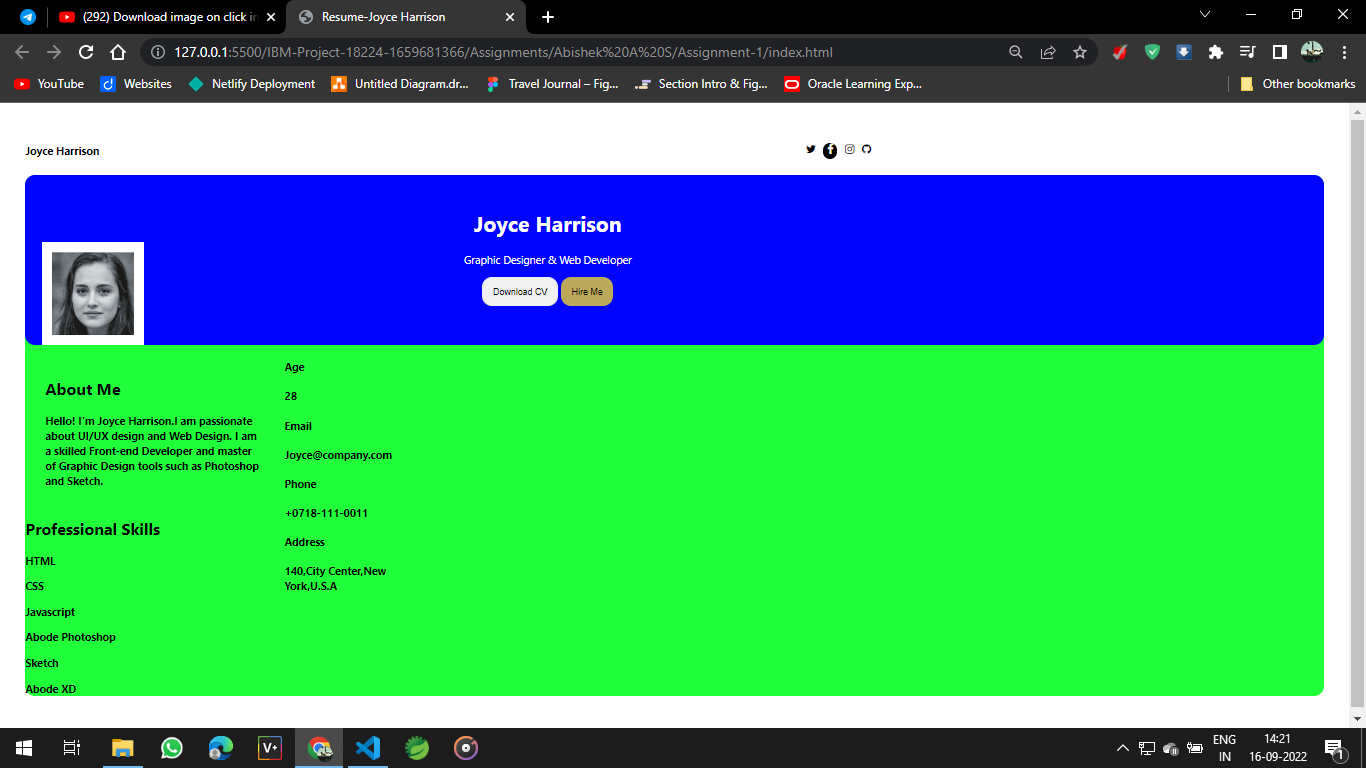 (292) Download image on click in
Resume-Joyce Harrison
127.0.0.1:5500/IBM-Project-18224-1659681366/Assignments/Abishek%20A%20S/Assignment-1/index.html
YouTube Websites Netlify Deployment Untitled Diagram.dr... Travel Journal – Fig... Section Intro & Fig... Oracle Learning Exp... Other bookmarks
Joyce Harrison
Joyce Harrison
Graphic Designer & Web Developer
Download CV Hire Me
About Me
Hello! I'm Joyce Harrison.I am passionate
about UI/UX design and Web Design. I am
a skilled Front-end Developer and master
of Graphic Design tools such as Photoshop
and Sketch.
Professional Skills
HTML
CSS
Javascript
Abode Photoshop
Sketch
Abode XD
Age
28
Email
Joyce@company.com
Phone
+0718-111-0011
Address
140,City Center,New
York,U.S.A
V+
ENG
IN
14:21
16-09-2022
1